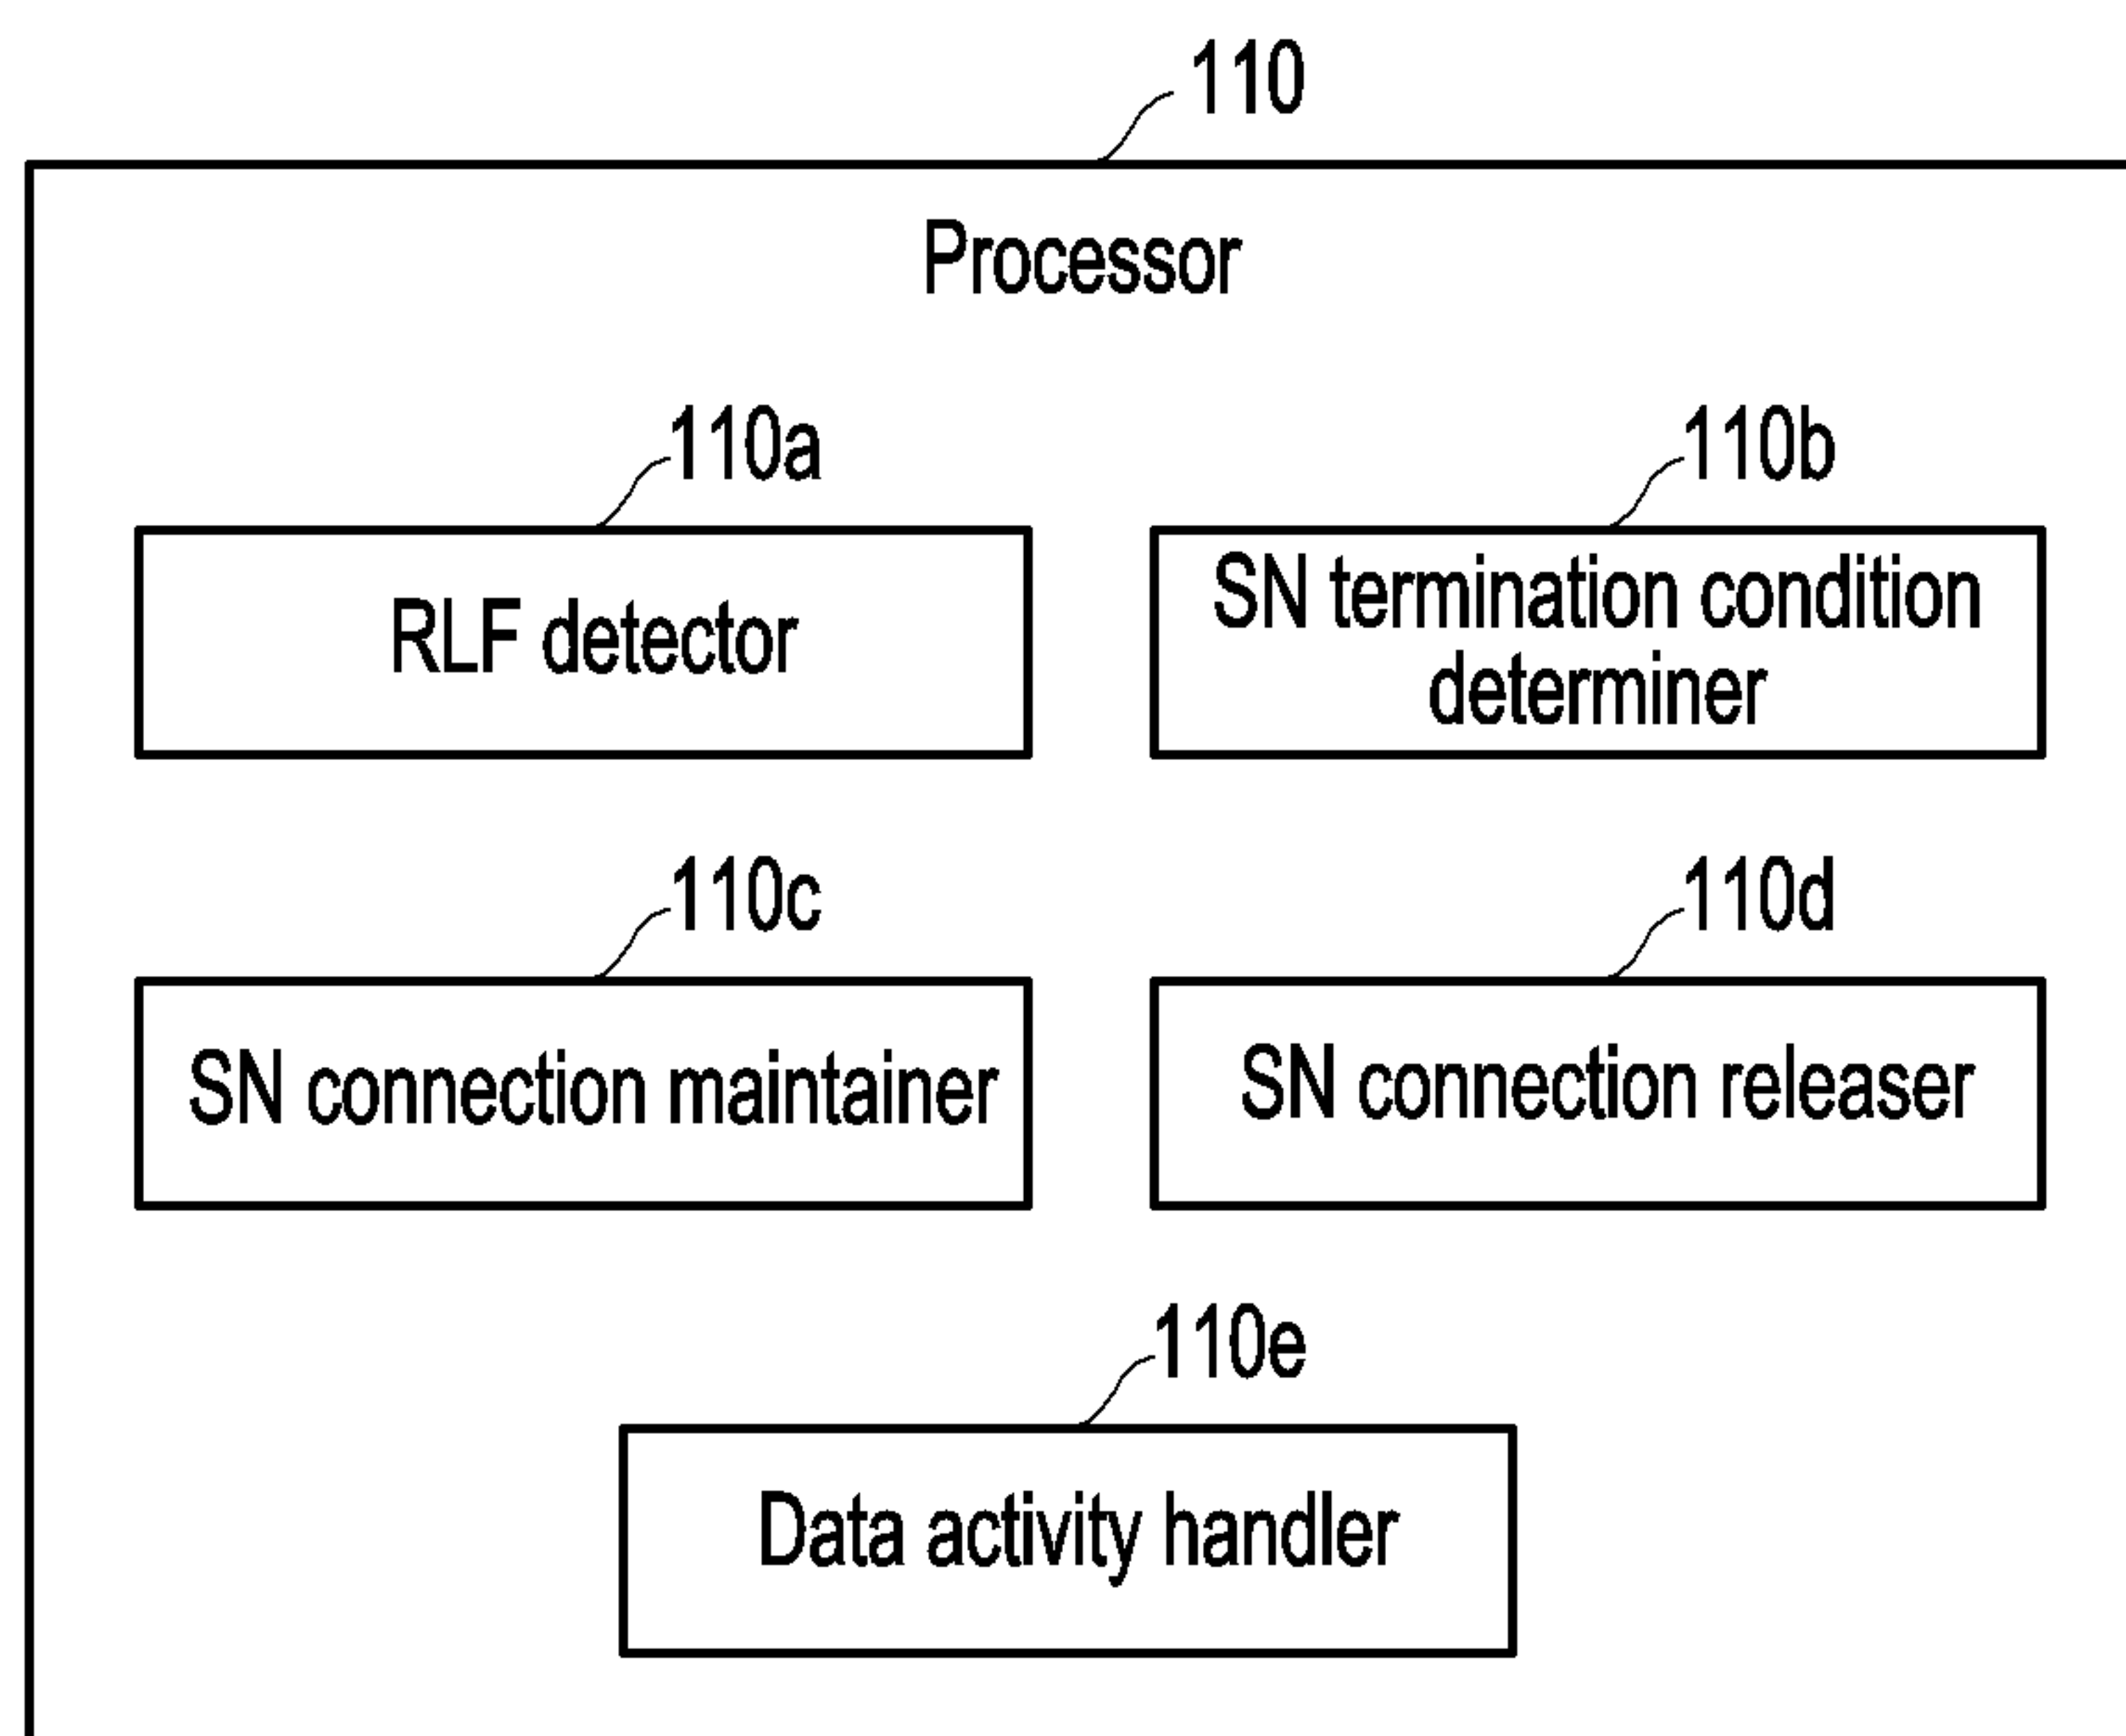 110
Processor
110a
110b
RLF detector
SN termination condition
determiner
110c
110d
SN connection maintainer
SN connection releaser
110e
Data activity handler